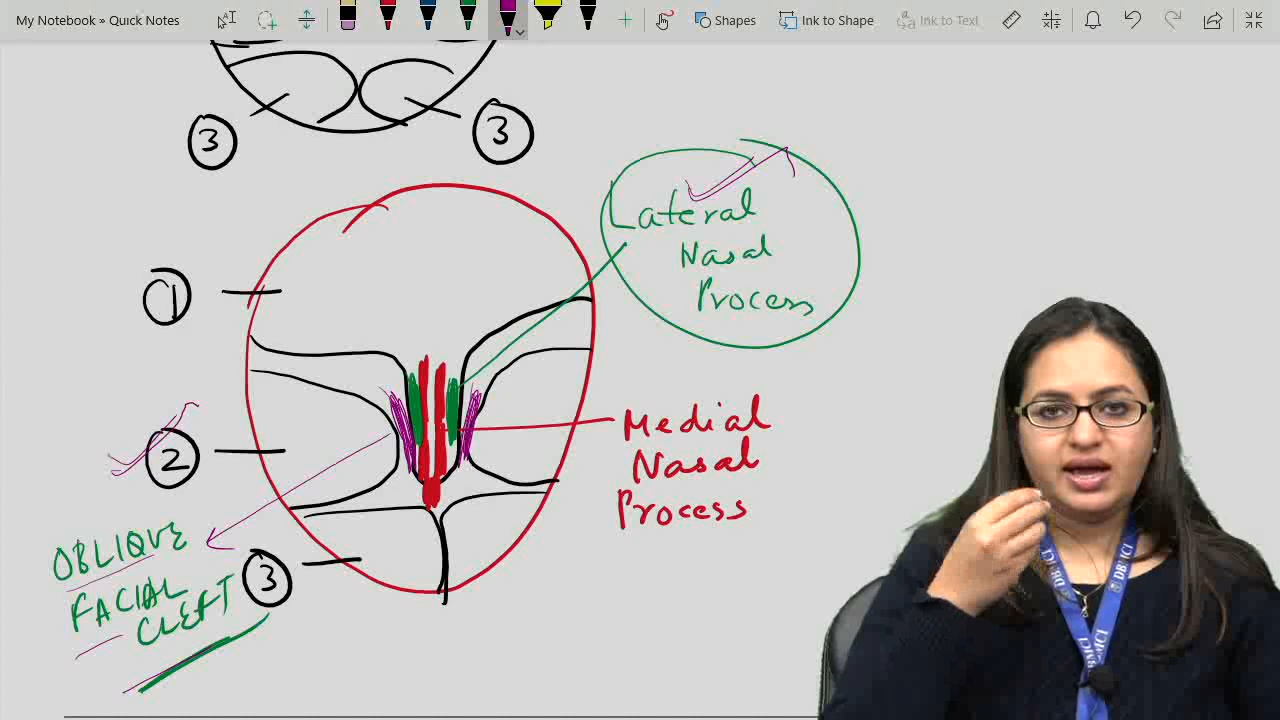 My Notebook » Quick Notes
Shapes
Ink to Shape
Ink to Text
3
3
Lateral
Nasal
Process
1
2
Medial
Nasal
Process
OBLIQUE
FACIAL
CLEFT
3
DBMCI
DBMCI